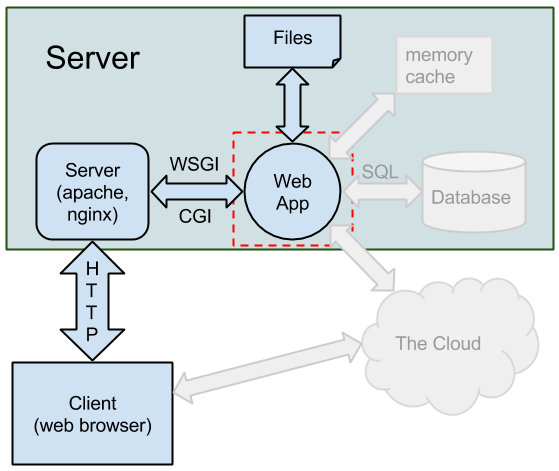 Server
Files
memory
cache
Server
(apache,
nginx)
WSGI
CGI
Web
App
SQL
Database
H
T
T
P
The Cloud
Client
(web browser)